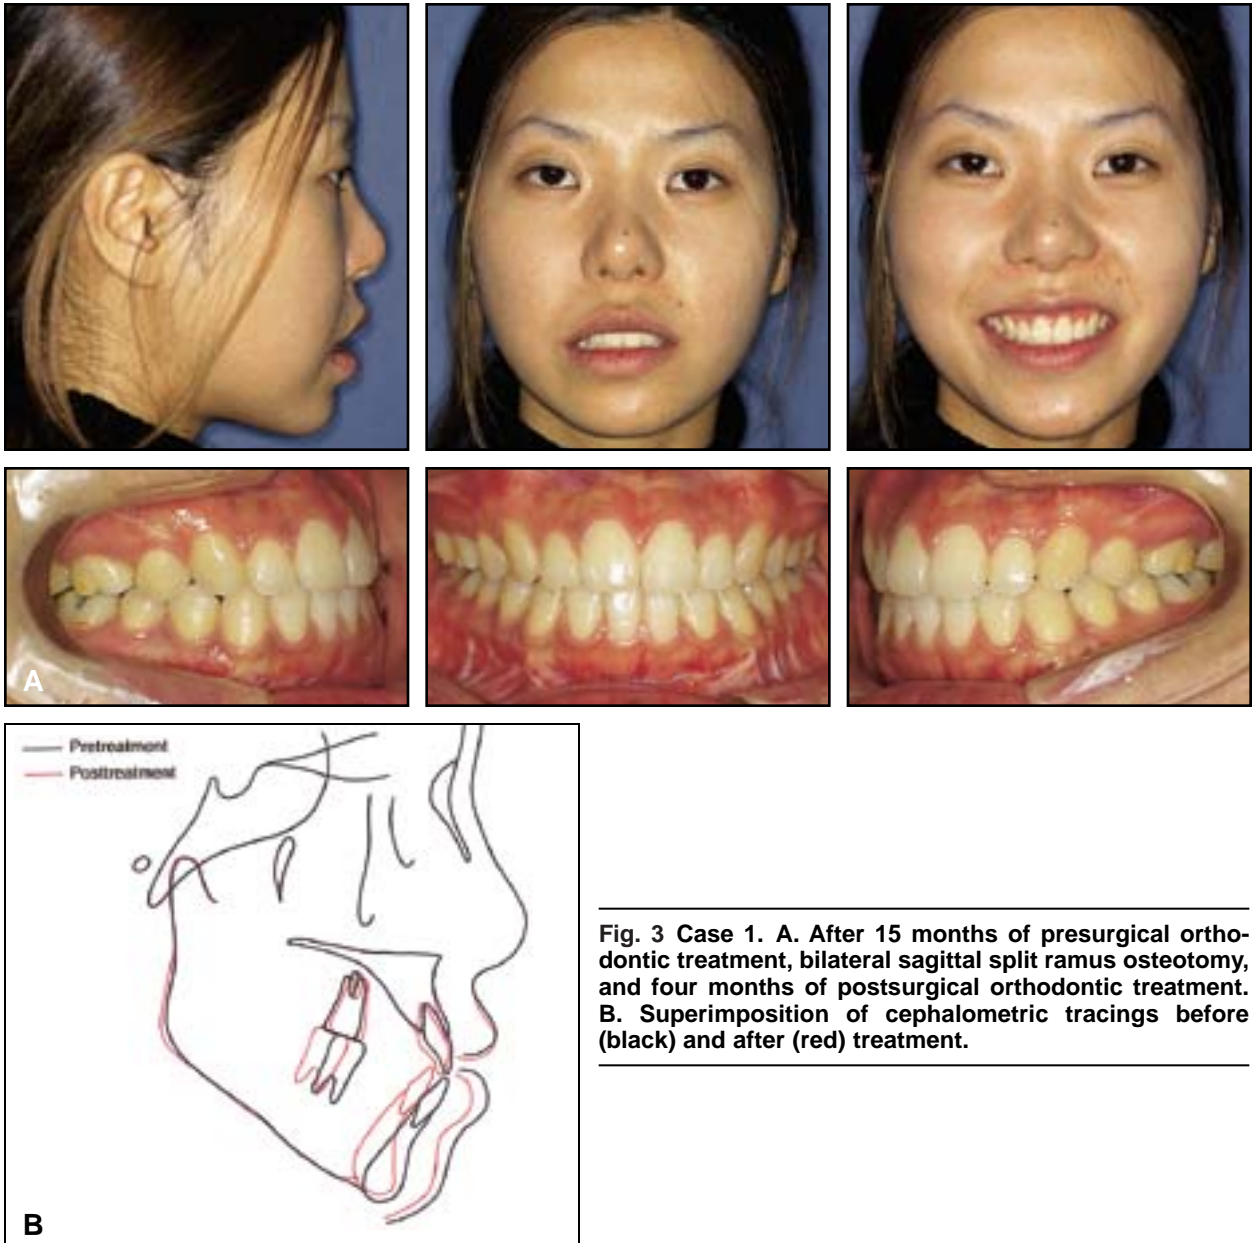 A
Pretreatment
Posttreatment
B
Fig. 3 Case 1. A. After 15 months of presurgical ortho-
dontic treatment, bilateral sagittal split ramus osteotomy,
and four months of postsurgical orthodontic treatment.
B. Superimposition of cephalometric tracings before
(black) and after (red) treatment.